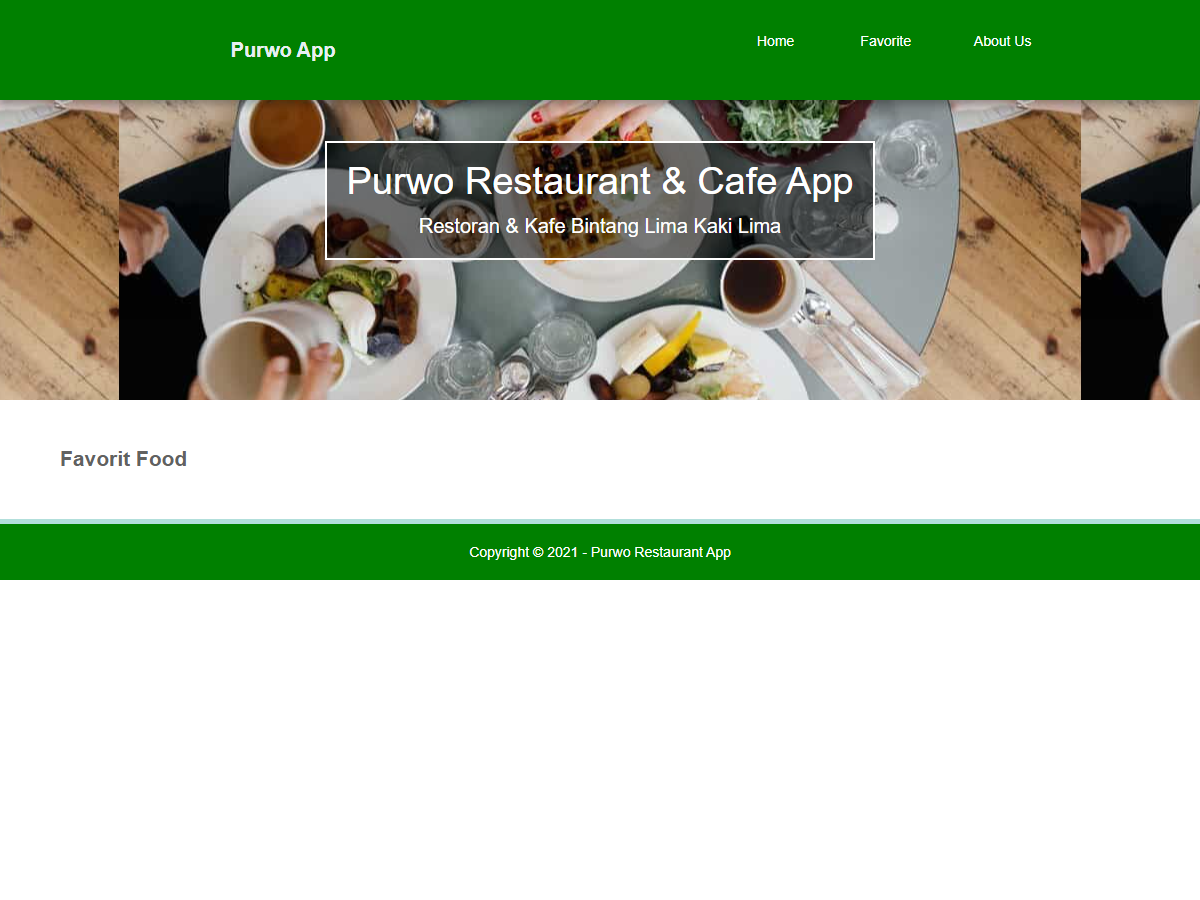 Purwo App
Home
Favorite
About Us
Purwo Restaurant & Cafe App
Restoran & Kafe Bintang Lima Kaki Lima
Favorit Food
Copyright © 2021 - Purwo Restaurant App